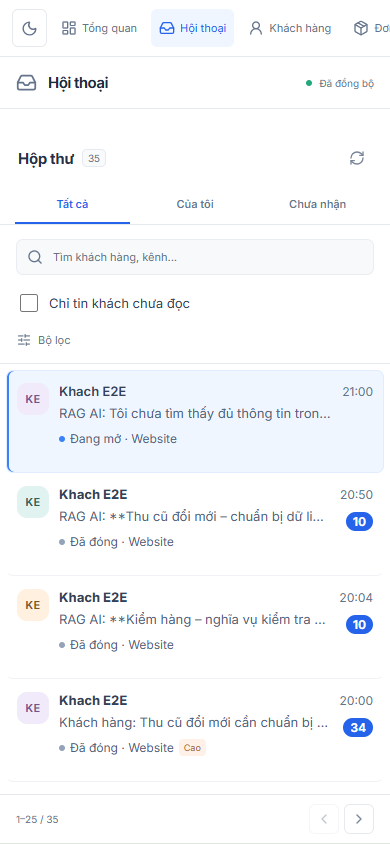 Tổng quan
Hội thoại
Khách hàng
Hội thoại
Đã đồng bộ
Hộp thư 35
Tất cả
Của tôi
Chưa nhận
Tìm khách hàng, kênh...
Chỉ tin khách chưa đọc
Bộ lọc
KE
Khach E2E
21:00
RAG AI: Tôi chưa tìm thấy đủ thông tin tron...
Đang mở · Website
KE
Khach E2E
20:50
RAG AI: **Thu cũ đổi mới – chuẩn bị dữ li...
10
Đã đóng · Website
KE
Khach E2E
20:04
RAG AI: **Kiểm hàng – nghĩa vụ kiểm tra ...
10
Đã đóng · Website
KE
Khach E2E
20:00
Khách hàng: Thu cũ đổi mới cần chuẩn bị ...
34
Đã đóng · Website Cao
1–25 / 35